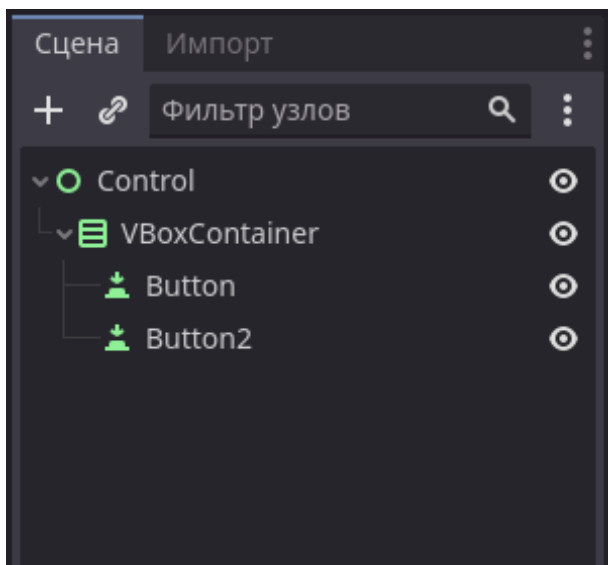 Сцена Импорт
Фильтр узлов
Control
VBoxContainer
Button
Button2